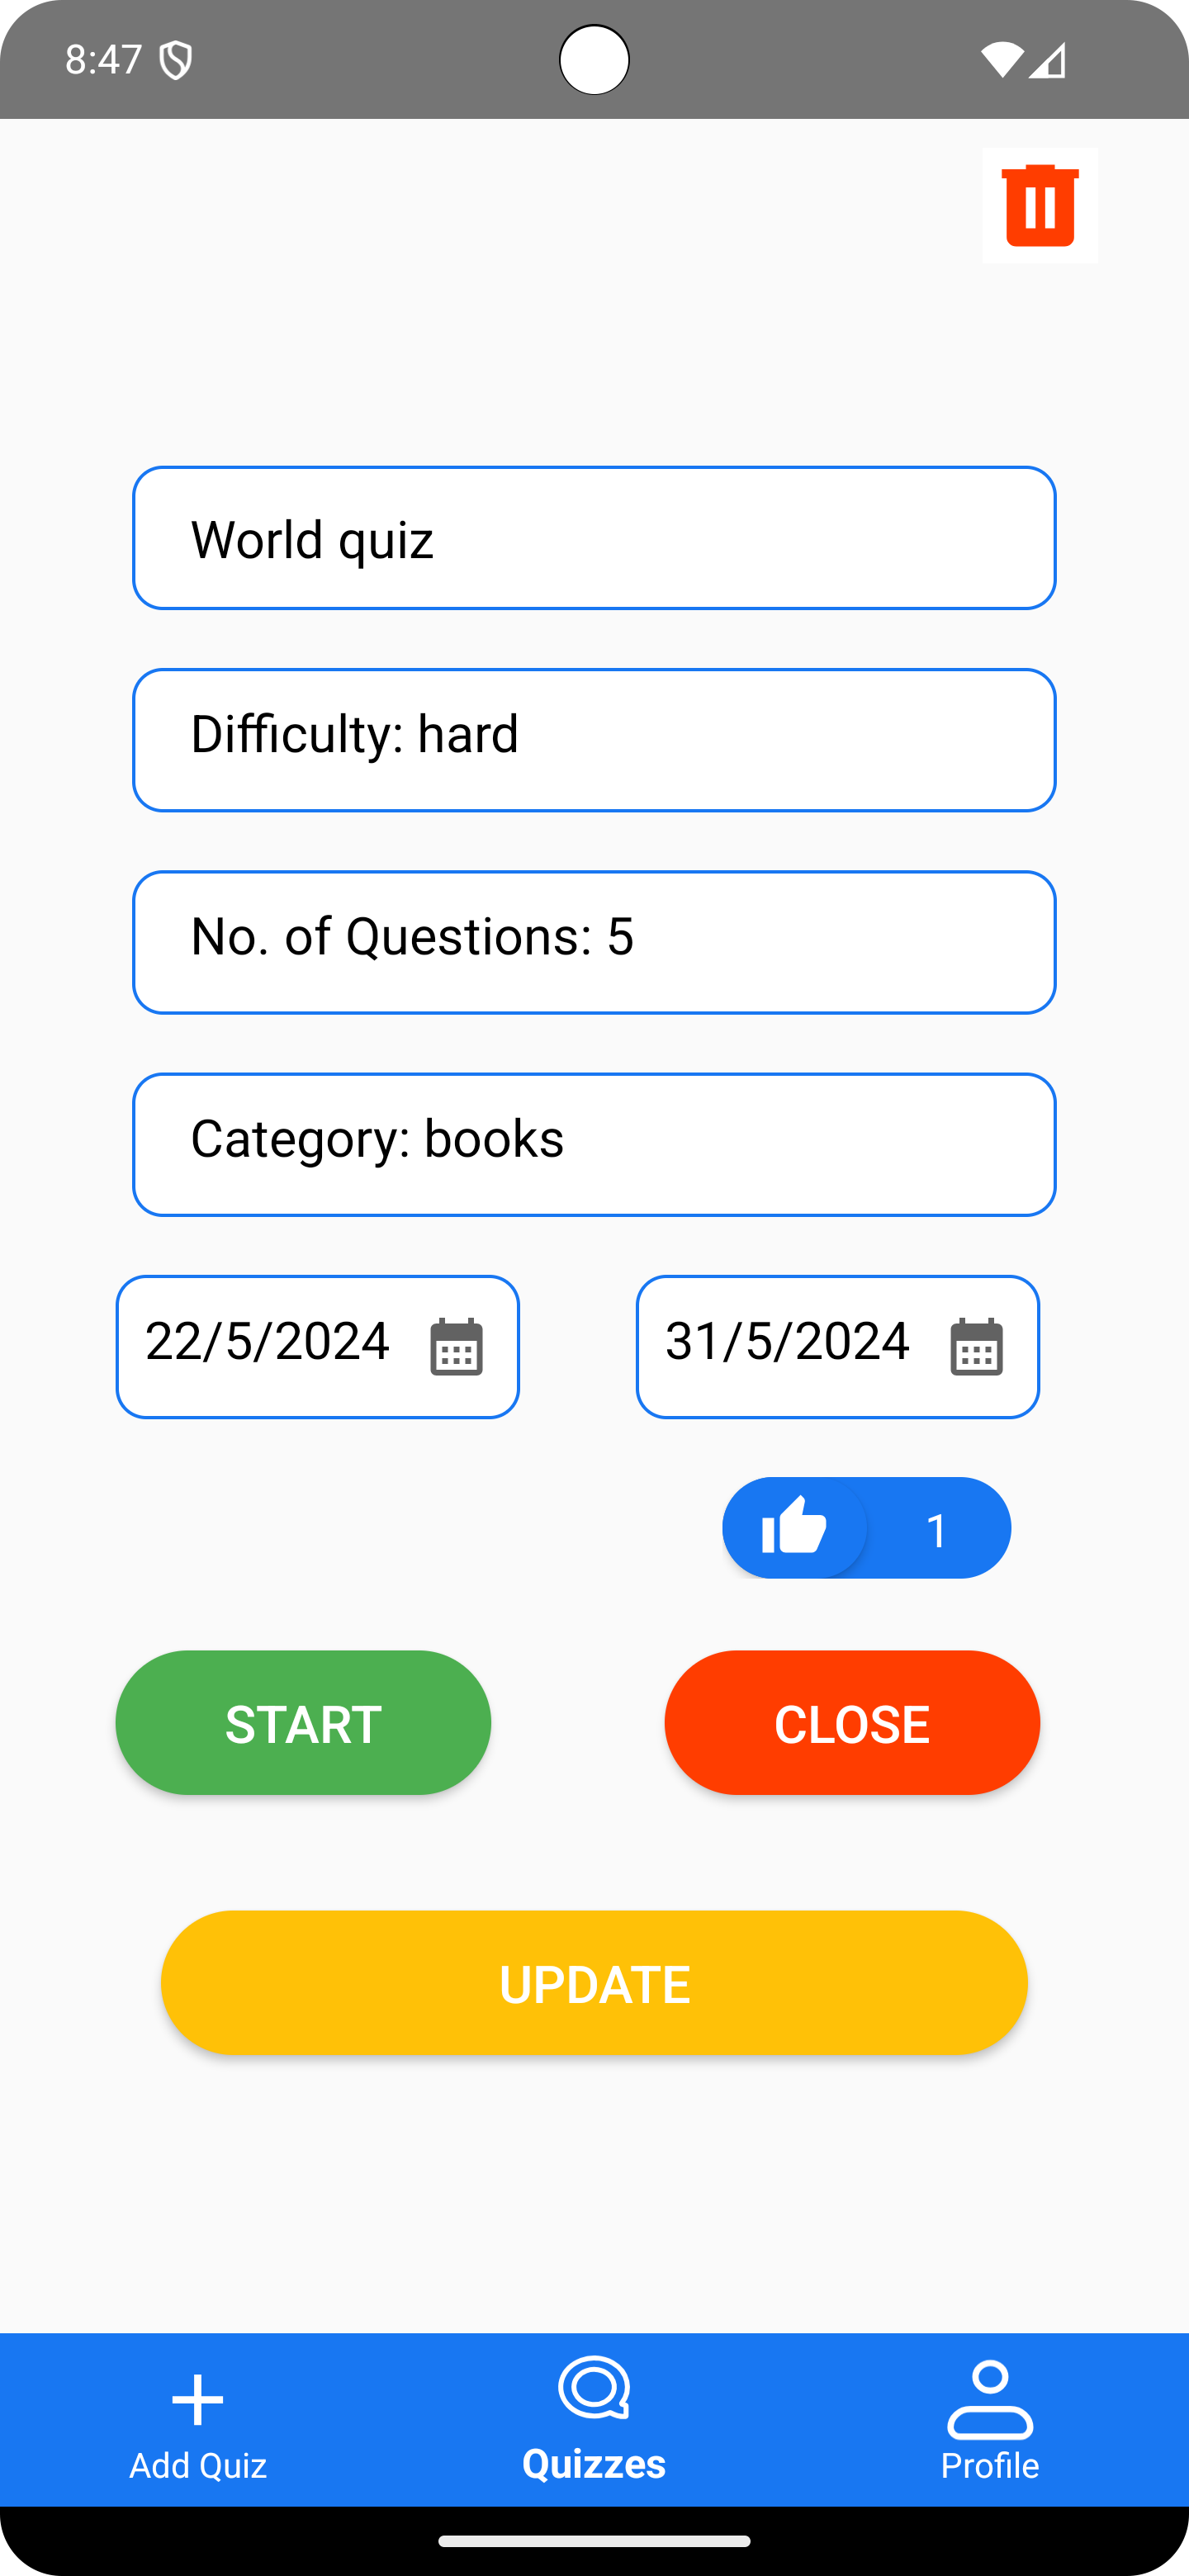 8:47
World quiz
Difficulty: hard
No. of Questions: 5
Category: books
22/5/2024 31/5/2024
1
START CLOSE
UPDATE
Add Quiz Quizzes Profile